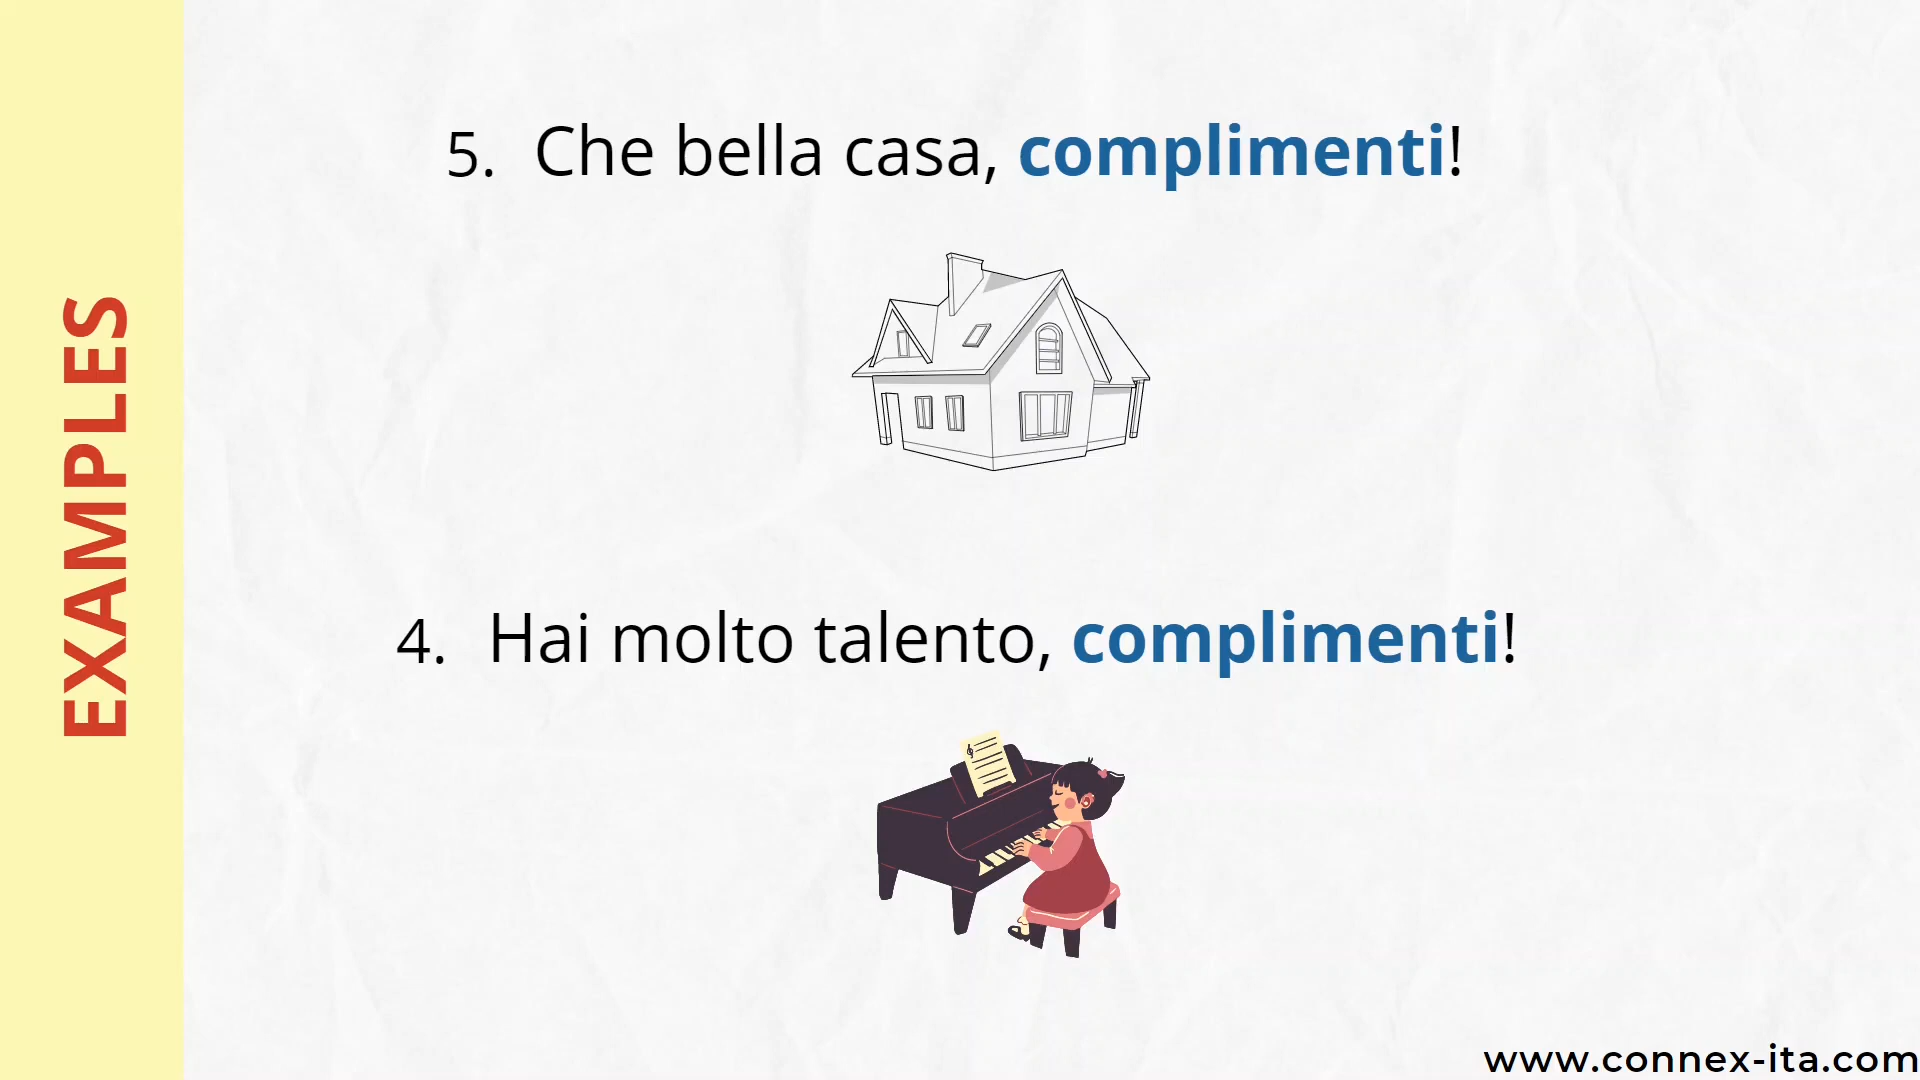 EXAMPLES
5. Che bella casa, complimenti!
4. Hai molto talento, complimenti!
www.connex-ita.com